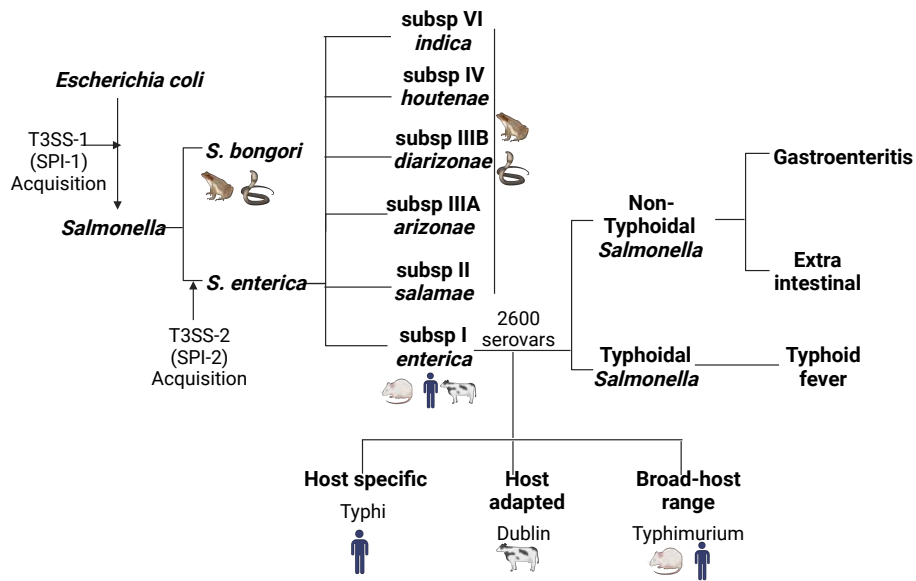 Escherichia coli
T3SS-1
(SPI-1)
Acquisition
Salmonella
S. bongori
S. enterica
T3SS-2
(SPI-2)
Acquisition
subsp VI
indica
subsp IV
houtenae
subsp IIIB
diarizonae
subsp IIIA
arizonae
subsp II
salamae
subsp I
enterica
2600
serovars
Non-
Typhoidal
Salmonella
Gastroenteritis
Extra
intestinal
Typhoidal
Salmonella
Typhoid
fever
Host specific
Typhi
Host
adapted
Dublin
Broad-host
range
Typhimurium